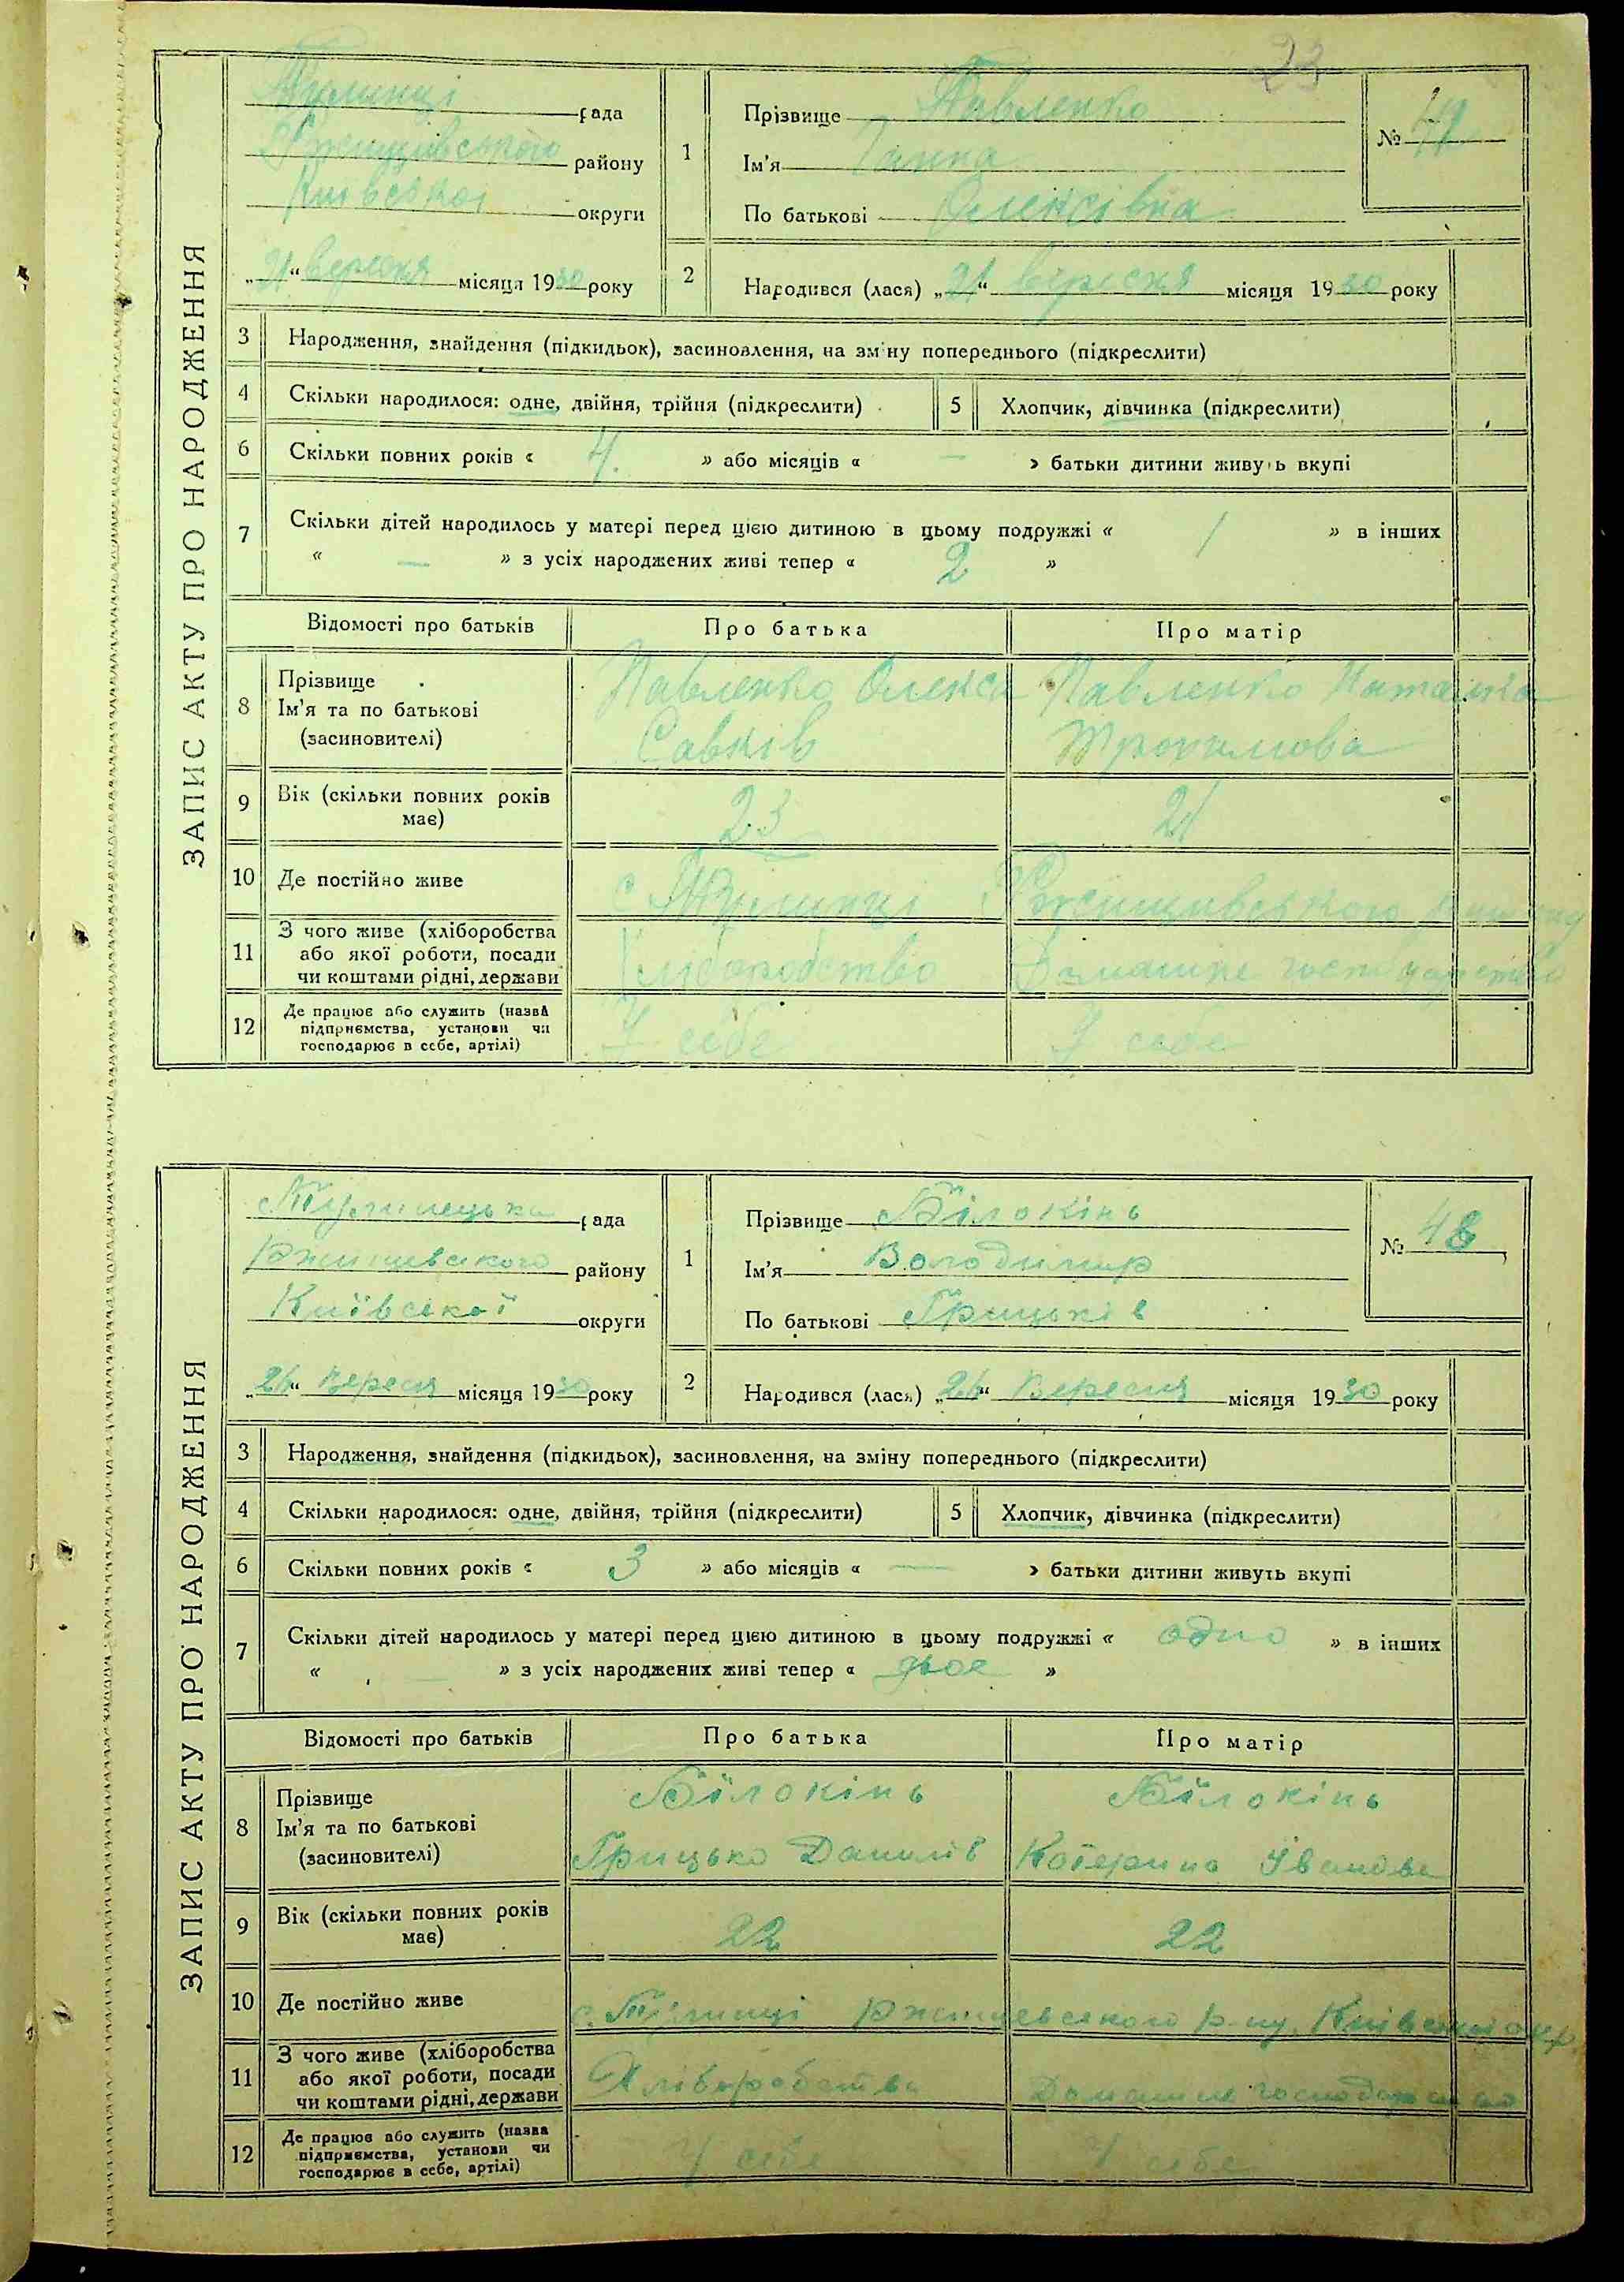 23
ЗАПИС АКТУ ПРО НАРОДЖЕННЯ
рада
Ржищівського району
Київської округи
„21“ вересня місяця 1930 року
1
Прізвище Павленко
Ім'я Ганна
По батькові Олексівна
№ 47
2
Народився (лася) „21“ вересня місяця 1930 року
3 Народження, знайдення (підкидьок), засиновлення, на зміну попереднього (підкреслити)
4 Скільки народилося: одне, двійня, трійня (підкреслити)
5 Хлопчик, дівчинка (підкреслити)
6 Скільки повних років « 4. » або місяців « — » батьки дитини живуть вкупі
7 Скільки дітей народилось у матері перед цією дитиною в цьому подружжі « 1 » в інших
« — » з усіх народжених живі тепер « 2 »
Відомості про батьків Про батька Про матір
8 Прізвище
Ім'я та по батькові
(засиновителі)
Павленко Олекса
Савків
Павленко Наталка
Трохимова
9 Вік (скільки повних років
має)
23
21
10 Де постійно живе
с Ржищівського
11 З чого живе (хліборобства
або якої роботи, посади
чи коштами рідні, держави
Хліборобство
Домашнє господарство
12 Де працює або служить (назва
підприємства, установи чи
господарює в себе, артілі)
У себе
У себе
ЗАПИС АКТУ ПРО НАРОДЖЕННЯ
рада
Ржищевського району
Київської округи
„26“ Вересня місяця 1930 року
1
Прізвище Білокінь
Ім'я Володимир
По батькові Грицьків
№ 48
2
Народився (лася) „26“ Вересня місяця 1930 року
3 Народження, знайдення (підкидьок), засиновлення, на зміну попереднього (підкреслити)
4 Скільки народилося: одне, двійня, трійня (підкреслити)
5 Хлопчик, дівчинка (підкреслити)
6 Скільки повних років « 3 » або місяців « — » батьки дитини живуть вкупі
7 Скільки дітей народилось у матері перед цією дитиною в цьому подружжі « одно » в інших
« — » з усіх народжених живі тепер « двое »
Відомості про батьків Про батька Про матір
8 Прізвище
Ім'я та по батькові
(засиновителі)
Білокінь
Грицько Данилів
Білокінь
Катерина Іванова
9 Вік (скільки повних років
має)
22
22
10 Де постійно живе
с. Ржищевського р-ну, Київської окр.
11 З чого живе (хліборобства
або якої роботи, посади
чи коштами рідні, держави
Хліборобства
Домашнє господарство
12 Де працює або служить (назва
підприємства, установи чи
господарює в себе, артілі)
У себе
У себе